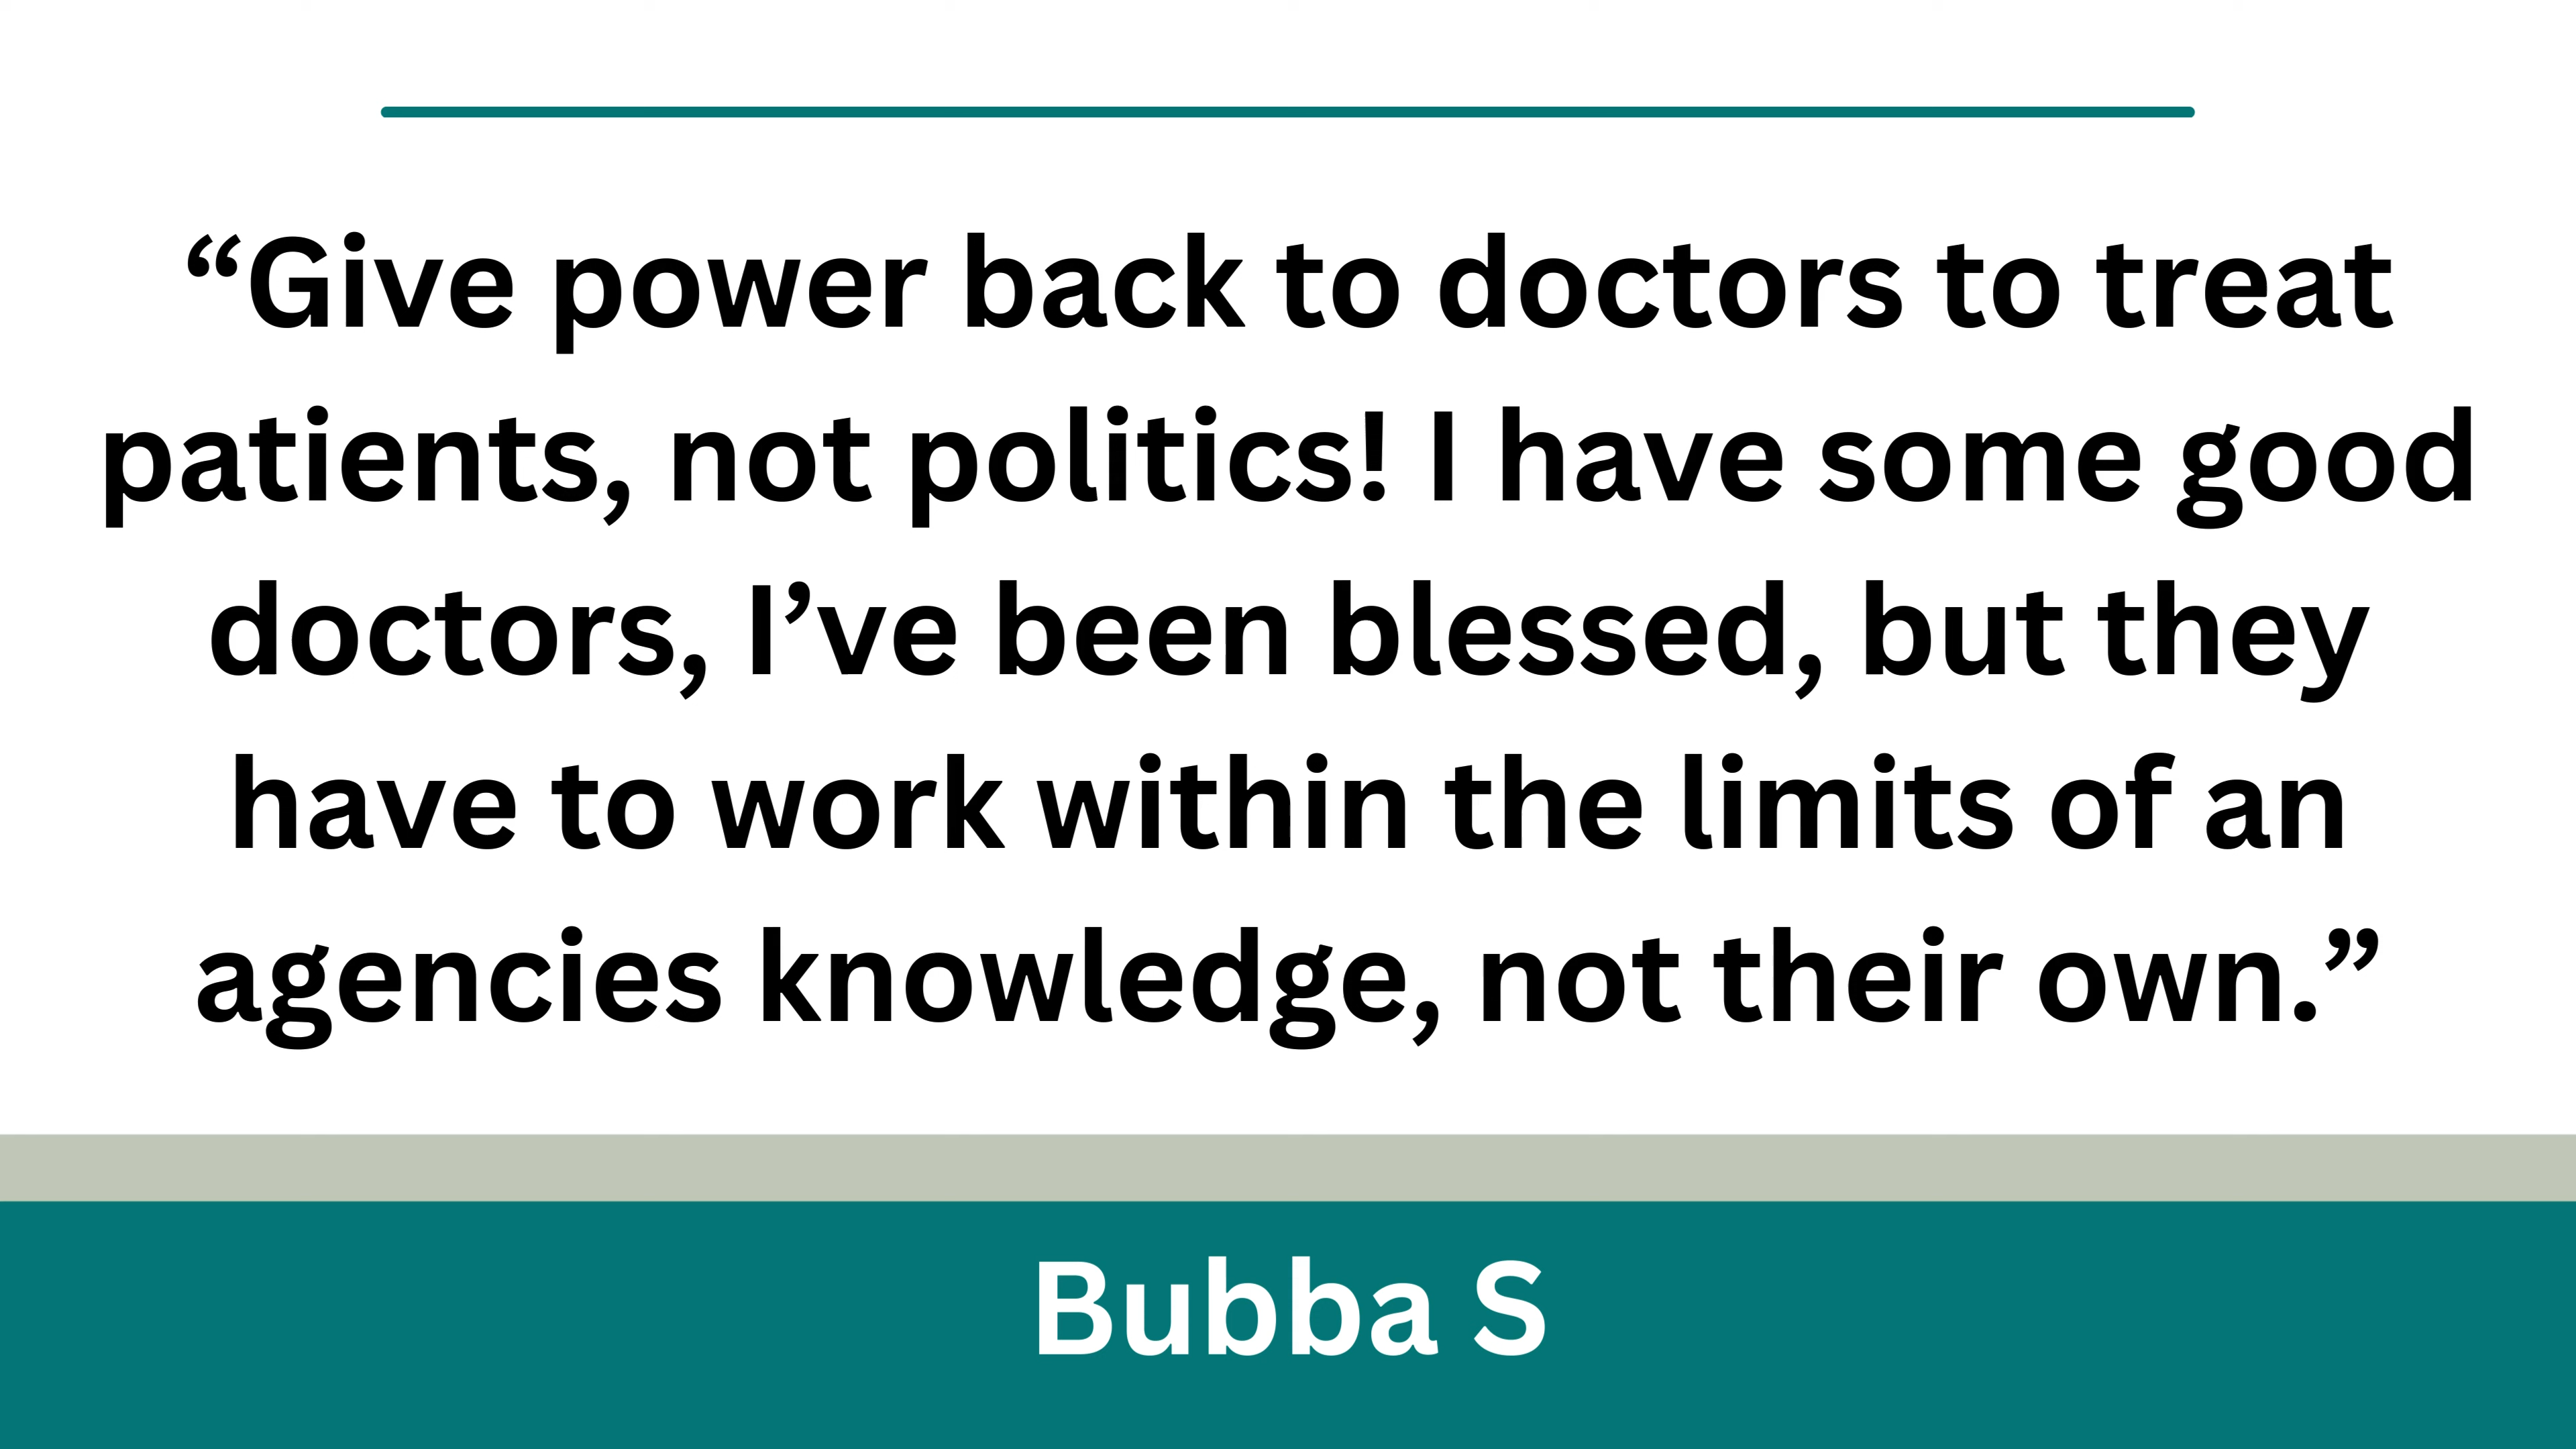 “Give power back to doctors to treat
patients, not politics! I have some good
doctors, I’ve been blessed, but they
have to work within the limits of an
agencies knowledge, not their own.”
Bubba S